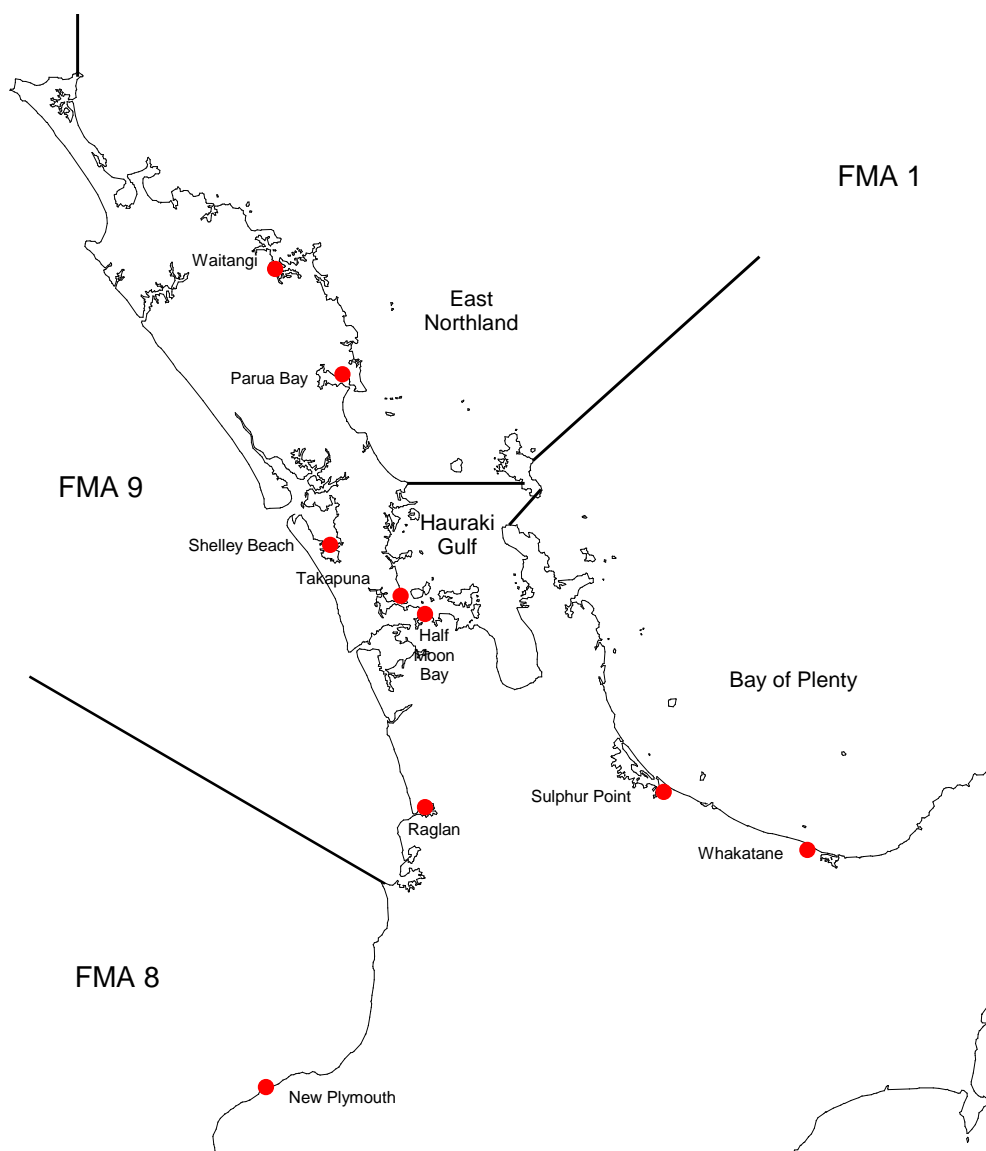 FMA 1
Waitangi
East
Northland
Parua Bay
FMA 9
Hauraki
Gulf
Shelley Beach
Takapuna
Half
Moon
Bay
Bay of Plenty
Sulphur Point
Raglan
Whakatane
FMA 8
New Plymouth